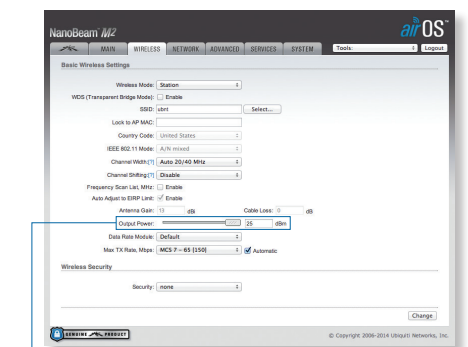 NanoBeam M2
airOS™
MAIN WIRELESS NETWORK ADVANCED SERVICES SYSTEM Tools: Logout
Basic Wireless Settings
Wireless Mode: Station
WDS (Transparent Bridge Mode): Enable
SSID: ubnt Select...
Lock to AP MAC:
Country Code: United States
IEEE 802.11 Mode: A/N mixed
Channel Width:[?] Auto 20/40 MHz
Channel Shifting:[?] Disable
Frequency Scan List, MHz: Enable
Auto Adjust to EIRP Limit: Enable
Antenna Gain: 13 dBi Cable Loss: 0 dB
Output Power: 25 dBm
Data Rate Module: Default
Max TX Rate, Mbps: MCS 7 – 65 [150] Automatic
Wireless Security
Security: none
Change
GENUINE PRODUCT
© Copyright 2006-2014 Ubiquiti Networks, Inc.